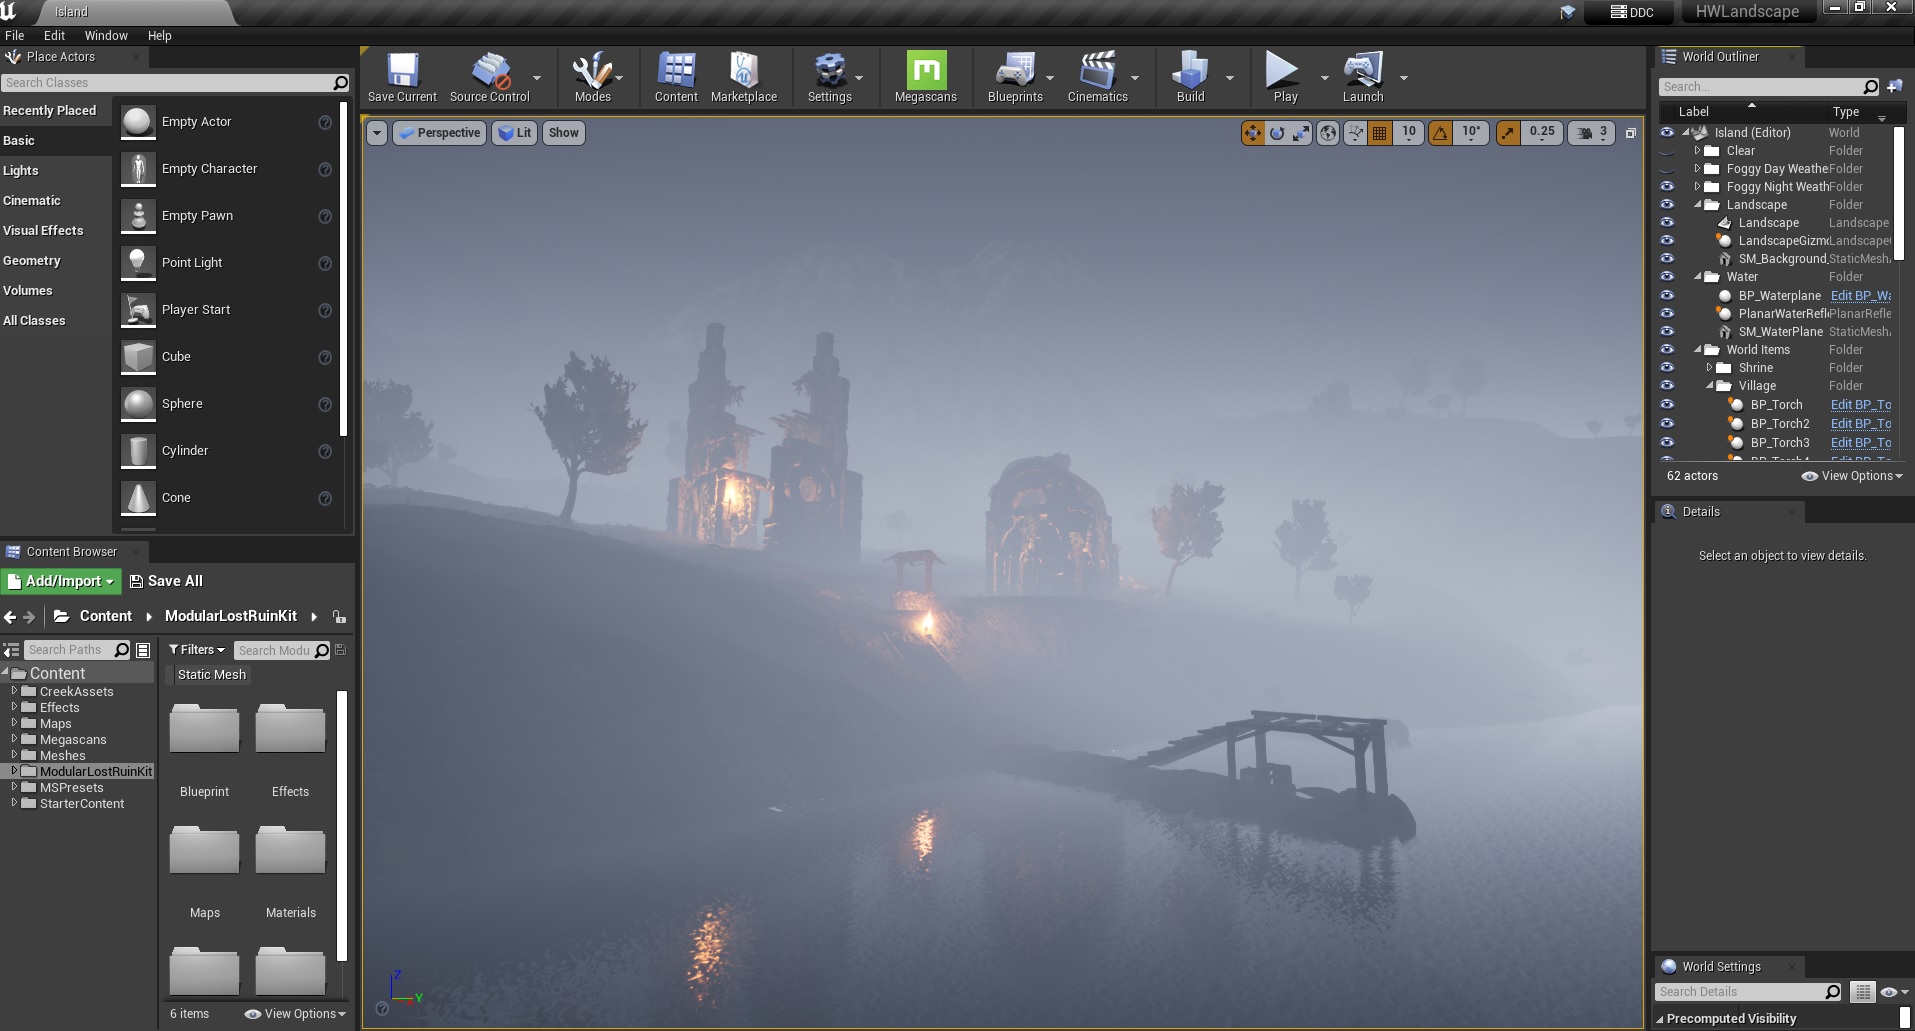 Island
DDC
HWLandscape
File Edit Window Help
Place Actors
Search Classes
Recently Placed
Basic
Lights
Cinematic
Visual Effects
Geometry
Volumes
All Classes
Empty Actor
Empty Character
Empty Pawn
Point Light
Player Start
Cube
Sphere
Cylinder
Cone
Content Browser
Add/Import Save All
Content ModularLostRuinKit
Search Paths
Content
CreekAssets
Effects
Maps
Megascans
Meshes
ModularLostRuinKit
MSPresets
StarterContent
Filters Search Modu
Static Mesh
Blueprint Effects
Maps Materials
6 items View Options
Save Current Source Control Modes Content Marketplace Settings Megascans Blueprints Cinematics Build Play Launch
Perspective Lit Show
10 10° 0.25 3
Z
Y
World Outliner
Search...
Label Type
Island (Editor) World
Clear Folder
Foggy Day Weathe Folder
Foggy Night Weath Folder
Landscape Folder
Landscape Landscape
LandscapeGizm Landscape
SM_Background_ StaticMesh
Water Folder
BP_Waterplane Edit BP_Wa
PlanarWaterRefl PlanarRefle
SM_WaterPlane StaticMesh
World Items Folder
Shrine Folder
Village Folder
BP_Torch Edit BP_To
BP_Torch2 Edit BP_To
BP_Torch3 Edit BP_To
62 actors View Options
Details
Select an object to view details.
World Settings
Search Details
Precomputed Visibility